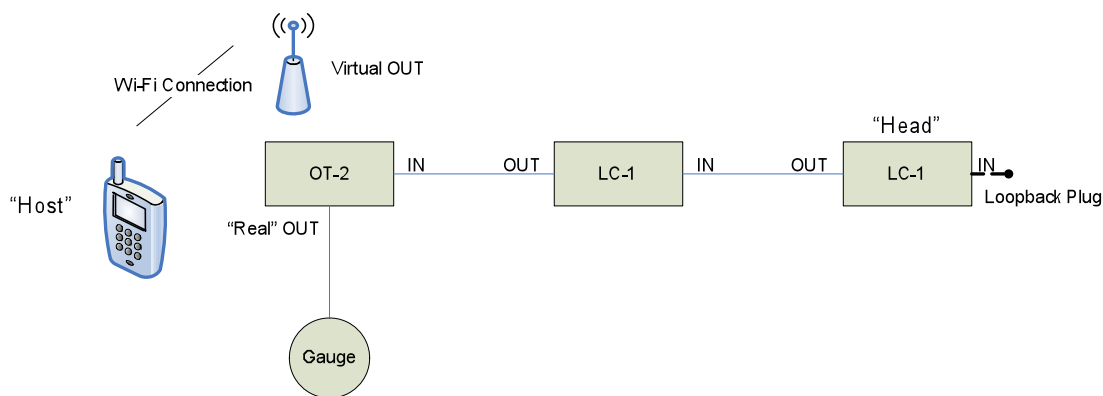 Virtual OUT
Wi-Fi Connection
"Head"
OT-2
IN
OUT
LC-1
IN
OUT
LC-1
IN
Loopback Plug
"Host"
"Real" OUT
Gauge